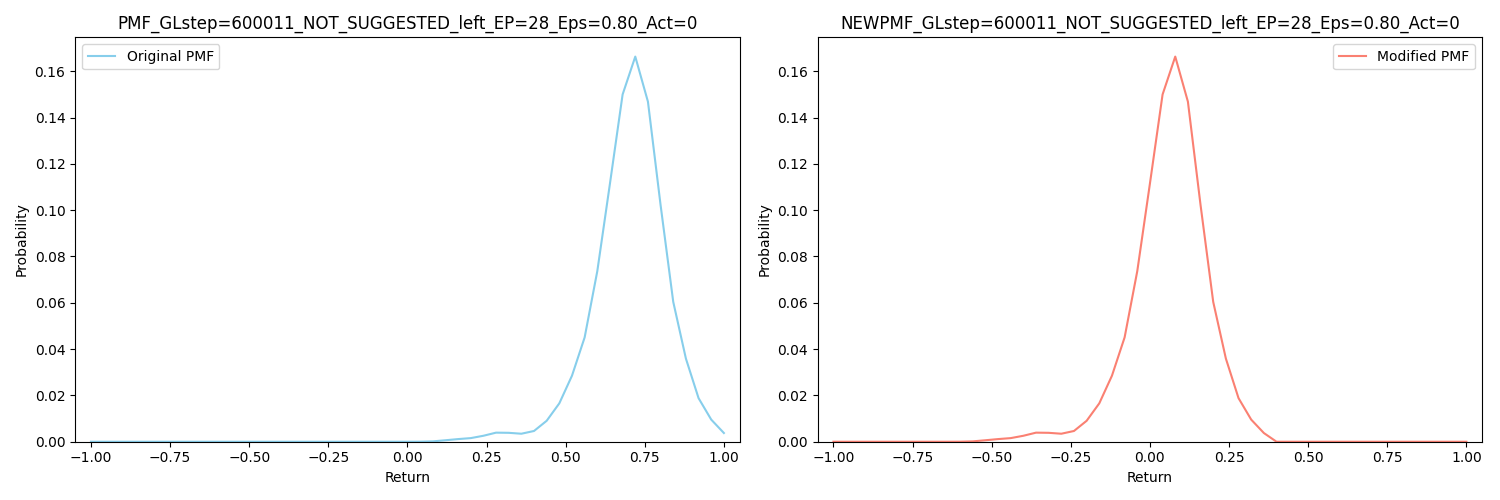 PMF_GLstep=600011_NOT_SUGGESTED_left_EP=28_Eps=0.80_Act=0
Original PMF
0.16
0.14
0.12
0.10
0.08
0.06
0.04
0.02
0.00
Probability
−1.00 −0.75 −0.50 −0.25 0.00 0.25 0.50 0.75 1.00
Return
NEWPMF_GLstep=600011_NOT_SUGGESTED_left_EP=28_Eps=0.80_Act=0
Modified PMF
0.16
0.14
0.12
0.10
0.08
0.06
0.04
0.02
0.00
Probability
−1.00 −0.75 −0.50 −0.25 0.00 0.25 0.50 0.75 1.00
Return